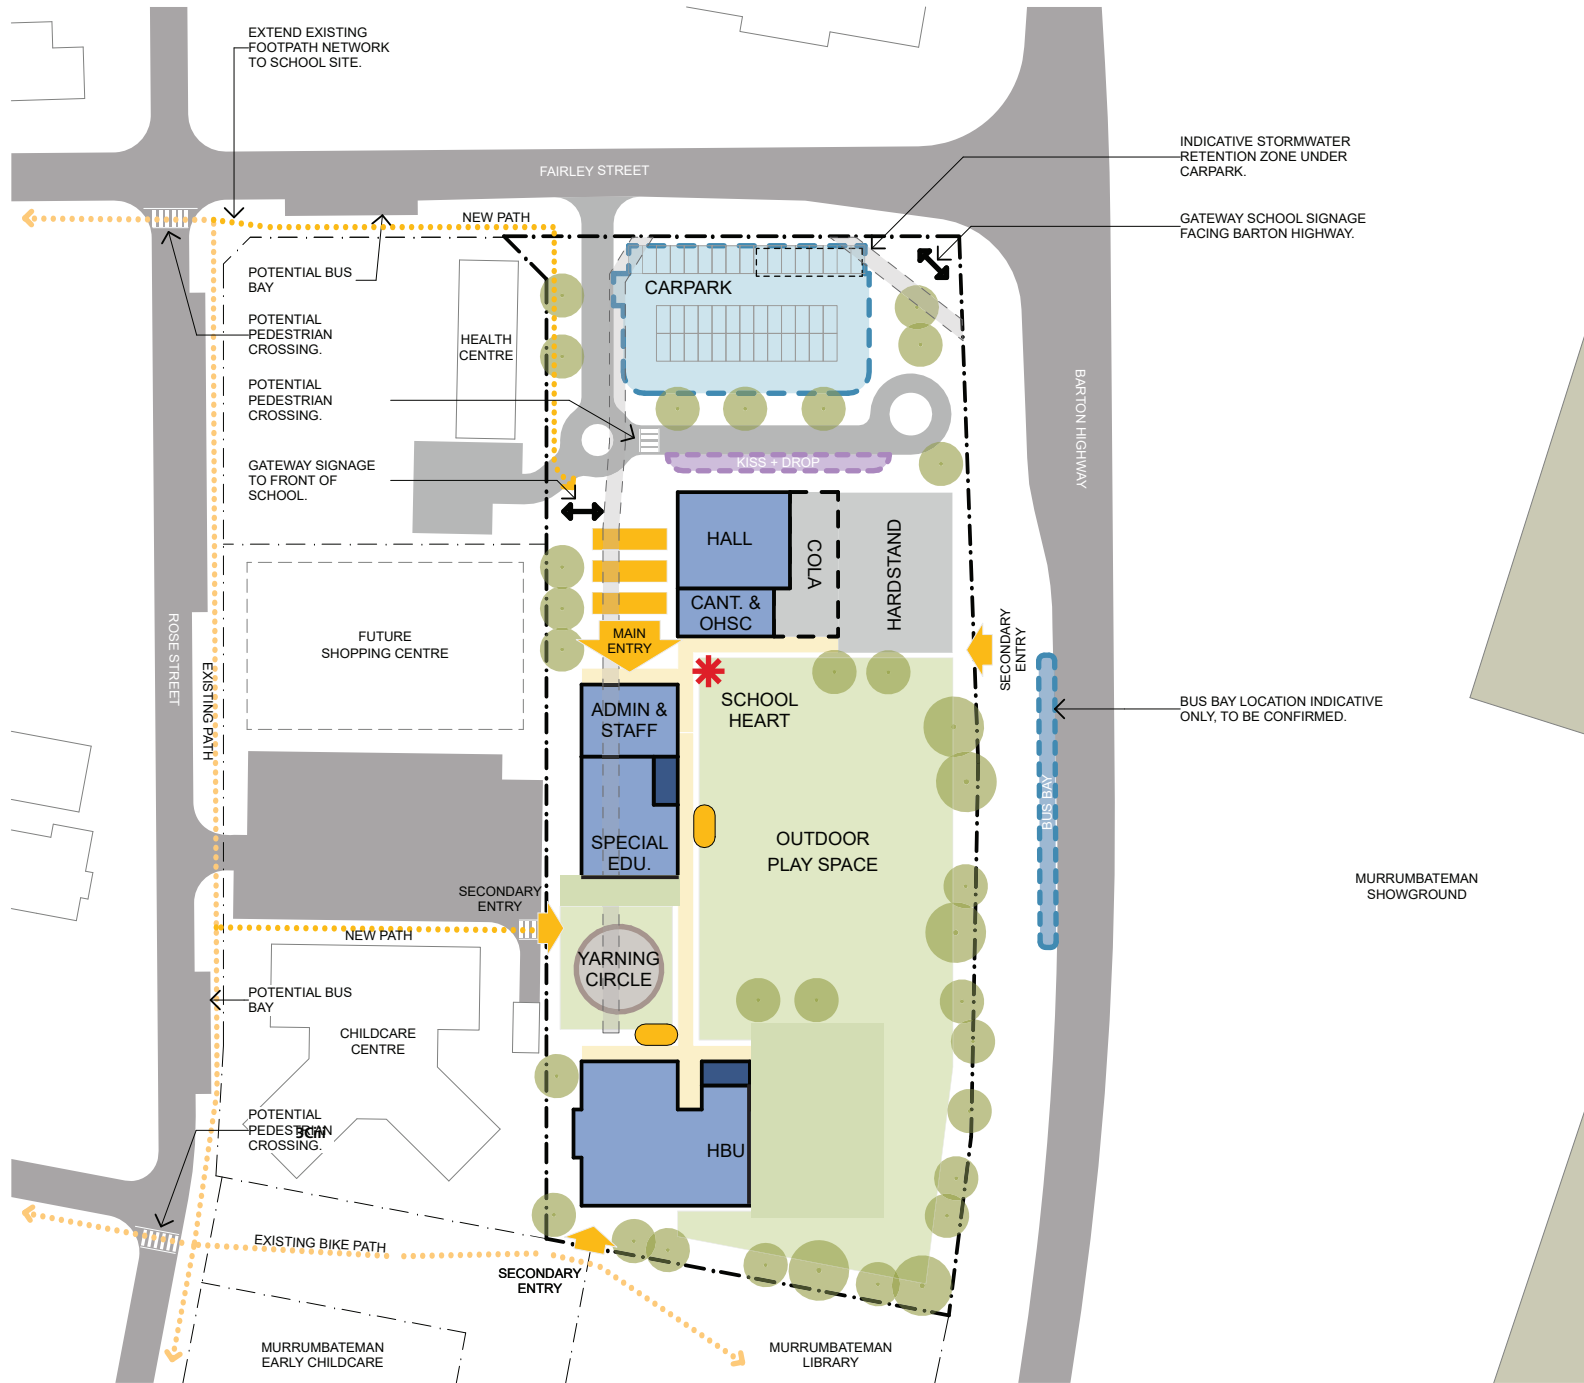 EXTEND EXISTING
FOOTPATH NETWORK
TO SCHOOL SITE.
INDICATIVE STORMWATER
RETENTION ZONE UNDER
CARPARK.
FAIRLEY STREET
NEW PATH
GATEWAY SCHOOL SIGNAGE
FACING BARTON HIGHWAY.
POTENTIAL BUS
BAY
CARPARK
POTENTIAL
PEDESTRIAN
CROSSING.
HEALTH
CENTRE
POTENTIAL
PEDESTRIAN
CROSSING.
BARTON HIGHWAY
GATEWAY SIGNAGE
TO FRONT OF
SCHOOL.
KISS + DROP
HALL
COLA
HARDSTAND
CANT. &
OHSC
FUTURE
SHOPPING CENTRE
MAIN
ENTRY
SECONDARY
ENTRY
ROSE STREET
EXISTING PATH
ADMIN &
STAFF
SCHOOL
HEART
BUS BAY LOCATION INDICATIVE
ONLY, TO BE CONFIRMED.
BUS BAY
SPECIAL
EDU.
OUTDOOR
PLAY SPACE
MURRUMBATEMAN
SHOWGROUND
SECONDARY
ENTRY
NEW PATH
YARNING
CIRCLE
POTENTIAL BUS
BAY
CHILDCARE
CENTRE
POTENTIAL
PEDESTRIAN
CROSSING.
HBU
EXISTING BIKE PATH
SECONDARY
ENTRY
MURRUMBATEMAN
EARLY CHILDCARE
MURRUMBATEMAN
LIBRARY